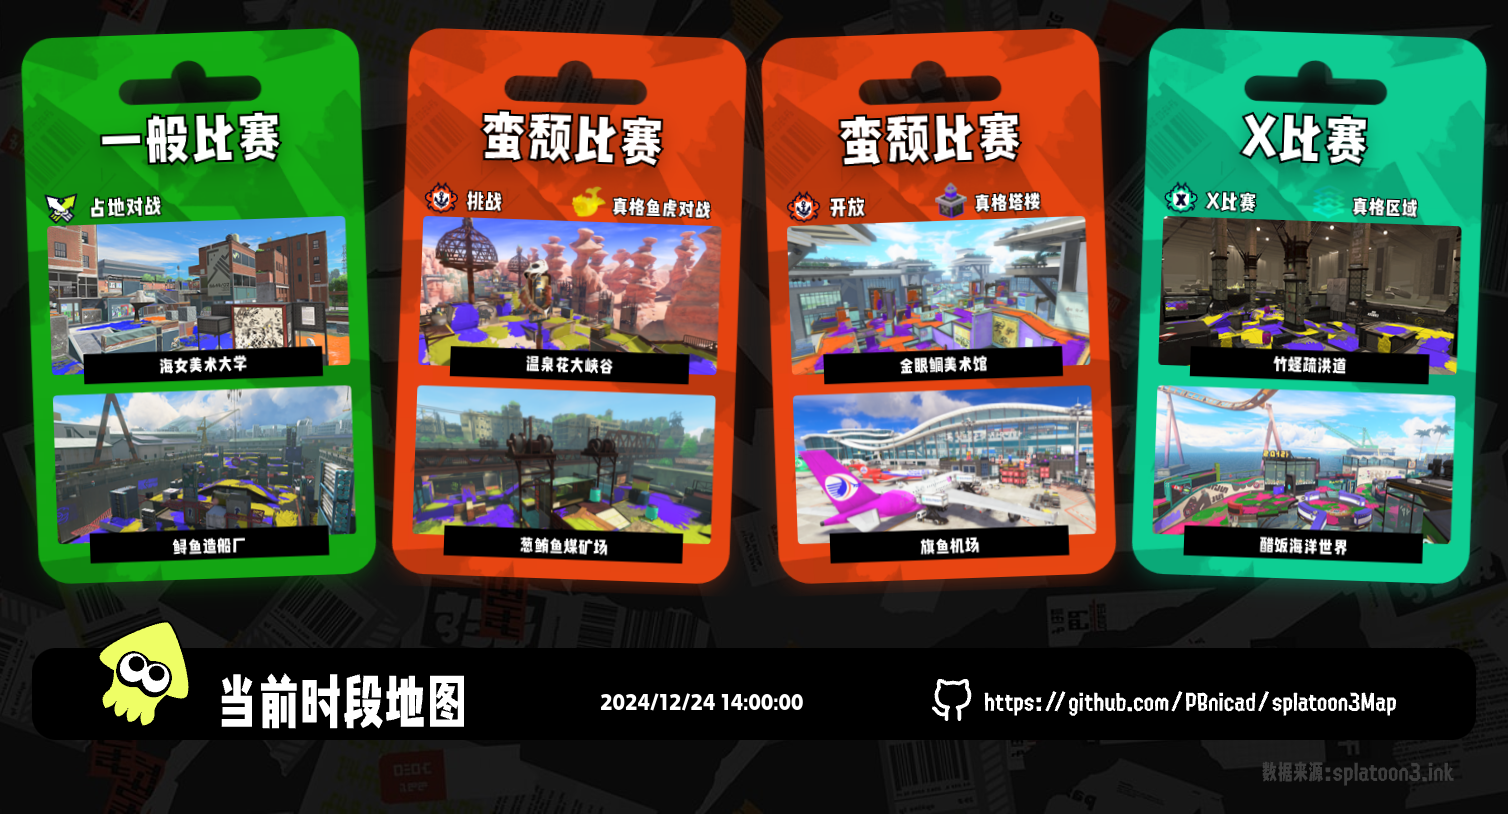 一般比赛
占地对战
海女美术大学
鲟鱼造船厂
蛮颓比赛
挑战
真格鱼虎对战
温泉花大峡谷
葱鲔鱼煤矿场
蛮颓比赛
开放
真格塔楼
金眼鲷美术馆
旗鱼机场
X比赛
X比赛
真格区域
竹蛏疏洪道
醋饭海洋世界
当前时段地图
2024/12/24 14:00:00
https://github.com/PBnicad/splatoon3Map
数据来源:splatoon3.ink